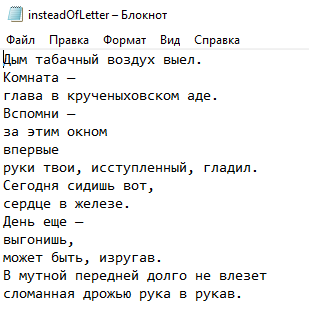 insteadOfLetter – Блокнот
Файл Правка Формат Вид Справка
Дым табачный воздух выел.
Комната —
глава в крученыховском аде.
Вспомни —
за этим окном
впервые
руки твои, исступленный, гладил.
Сегодня сидишь вот,
сердце в железе.
День еще —
выгонишь,
может быть, изругав.
В мутной передней долго не влезет
сломанная дрожью рука в рукав.